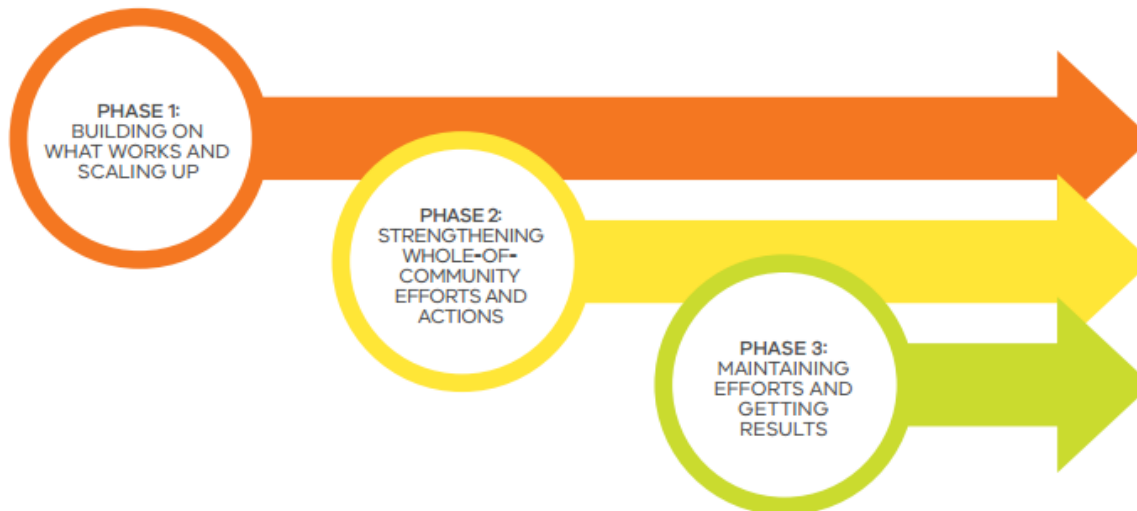 PHASE 1:
BUILDING ON
WHAT WORKS AND
SCALING UP
PHASE 2:
STRENGTHENING
WHOLE-OF-
COMMUNITY
EFFORTS AND
ACTIONS
PHASE 3:
MAINTAINING
EFFORTS AND
GETTING
RESULTS